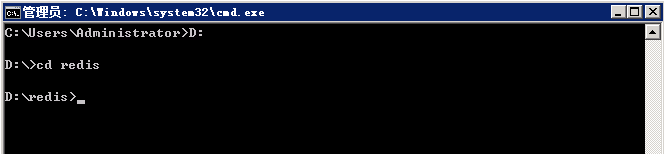 管理员: C:\Windows\system32\cmd.exe
C:\Users\Administrator>D:
D:\>cd redis
D:\redis>_